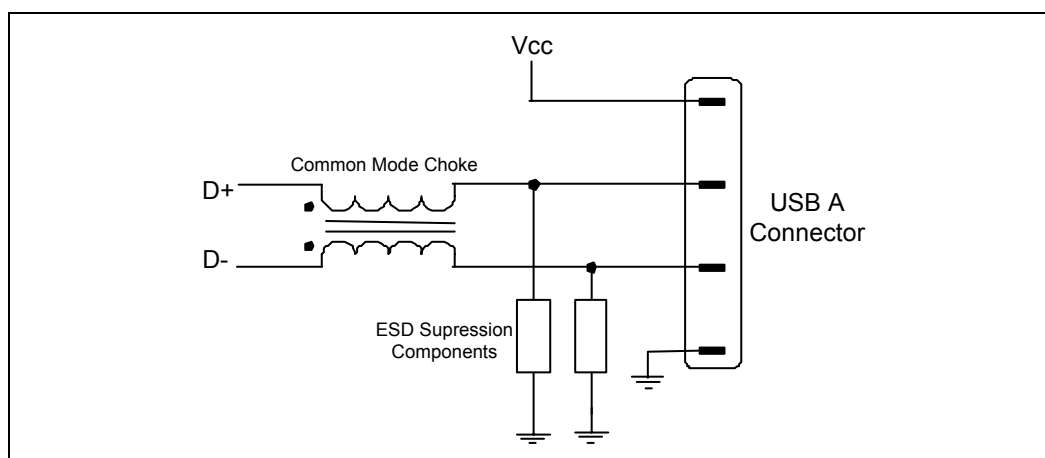 Vcc
Common Mode Choke
D+
USB A
Connector
D-
ESD Supression
Components